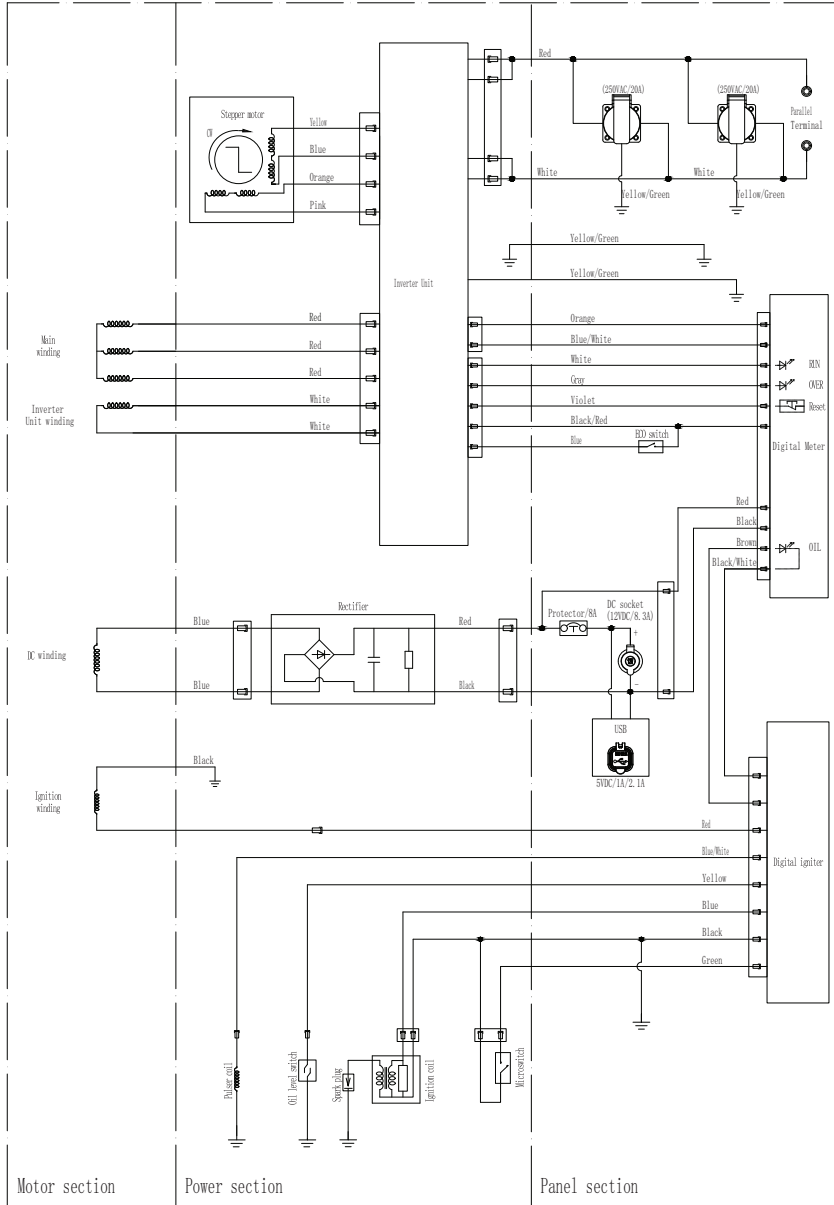 Red
(250VAC/20A)
(250VAC/20A)
Parallel
Terminal
White
White
Yellow/Green
Yellow/Green
Stepper motor
CW
Yellow
Blue
Orange
Pink
Inverter Unit
Yellow/Green
Yellow/Green
Main
winding
Red
Red
Red
Inverter
Unit winding
White
White
Orange
Blue/White
White
Gray
Violet
Black/Red
Blue
ECO switch
RUN
OVER
Reset
Digital Meter
Red
Black
Brown
Black/White
OIL
DC winding
Blue
Blue
Rectifier
Red
Black
Protector/8A
DC socket
(12VDC/8.3A)
+
-
USB
5VDC/1A/2.1A
Ignition
winding
Black
Red
Blue/White
Yellow
Blue
Black
Green
Digital igniter
Pulser coil
Oil level switch
Spark plug
Ignition coil
Microswitch
Motor section
Power section
Panel section